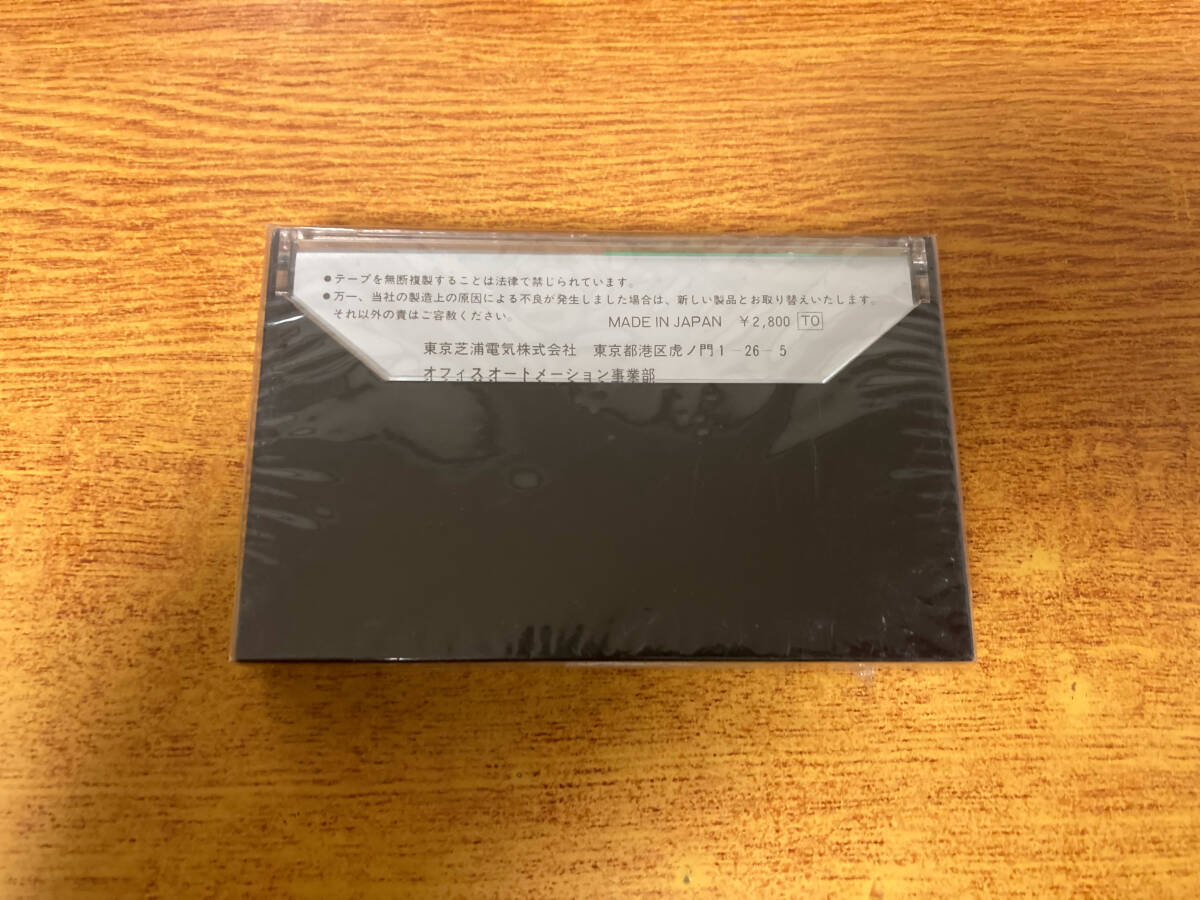 ●テープを無断複製することは法律で禁じられています。
●万一、当社の製造上の原因による不良が発生しました場合は、新しい製品とお取り替えいたします。
それ以外の責はご容赦ください。 MADE IN JAPAN ¥2,800 TO
東京芝浦電気株式会社 東京都港区虎ノ門1-26-5
オフィスオートメーション事業部